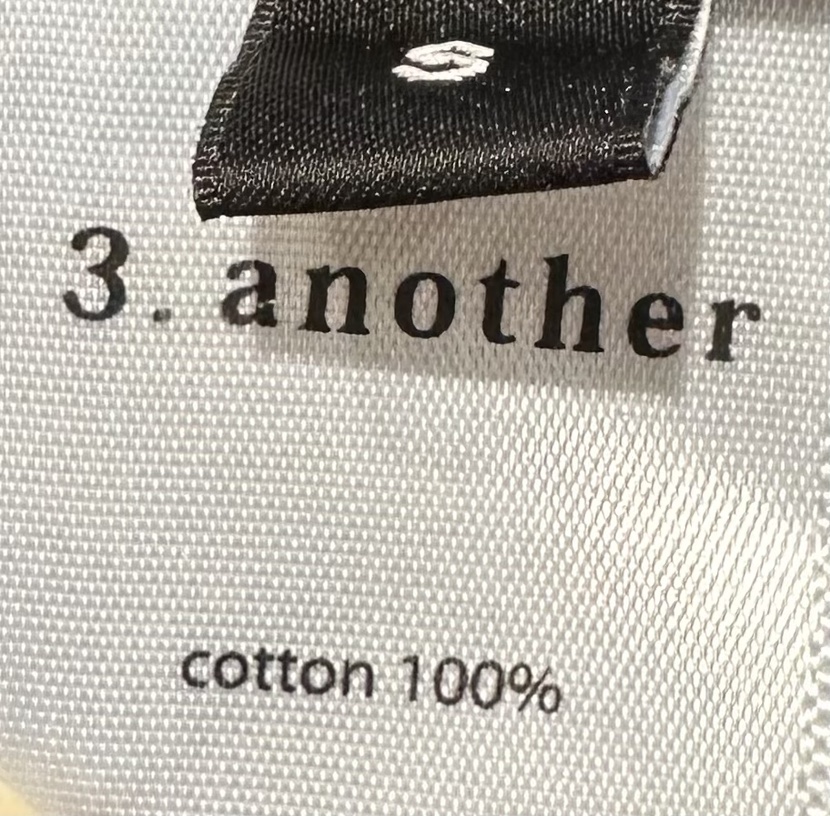 S
3. another
cotton 100%